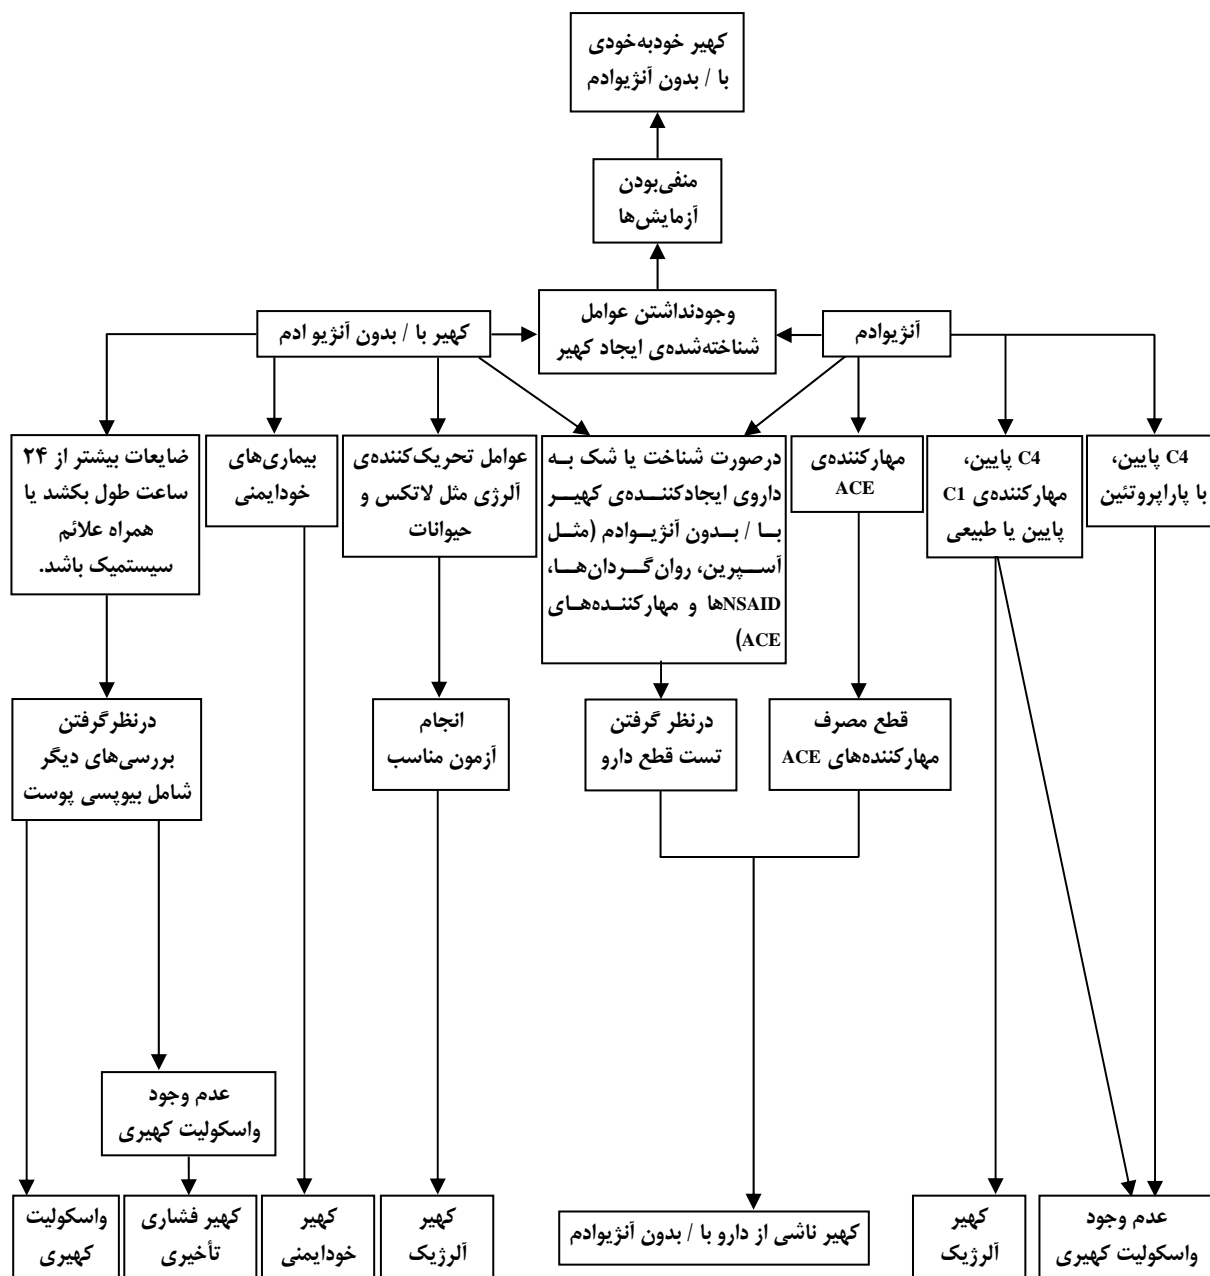 کهیر خودبه‌خودی
با / بدون آنژیوادم
منفی‌بودن
آزمایش‌ها
وجودنداشتن عوامل
شناخته‌شده‌ی ایجاد کهیر
آنژیوادم
کهیر با / بدون آنژیو ادم
C4 پایین،
با پاراپروتئین
C4 پایین،
مهارکننده‌ی C1
پایین یا طبیعی
مهارکننده‌ی
ACE
درصورت شناخت یا شک به
داروی ایجادکننده‌ی کهیر
با / بدون آنژیوادم (مثل
آسپرین، روان‌گردان‌ها،
NSAIDها و مهارکننده‌های
ACE)
عوامل تحریک‌کننده‌ی
آلرژی مثل لاتکس و
حیوانات
بیماری‌های
خودایمنی
ضایعات بیشتر از ۲۴
ساعت طول بکشد یا
همراه علائم
سیستمیک باشد.
قطع مصرف
مهارکننده‌های ACE
درنظر گرفتن
تست قطع دارو
انجام
آزمون مناسب
درنظرگرفتن
بررسی‌های دیگر
شامل بیوپسی پوست
عدم وجود
واسکولیت کهیری
عدم وجود
واسکولیت کهیری
کهیر
آلرژیک
کهیر ناشی از دارو با / بدون آنژیوادم
کهیر
آلرژیک
کهیر
خودایمنی
کهیر فشاری
تأخیری
واسکولیت
کهیری